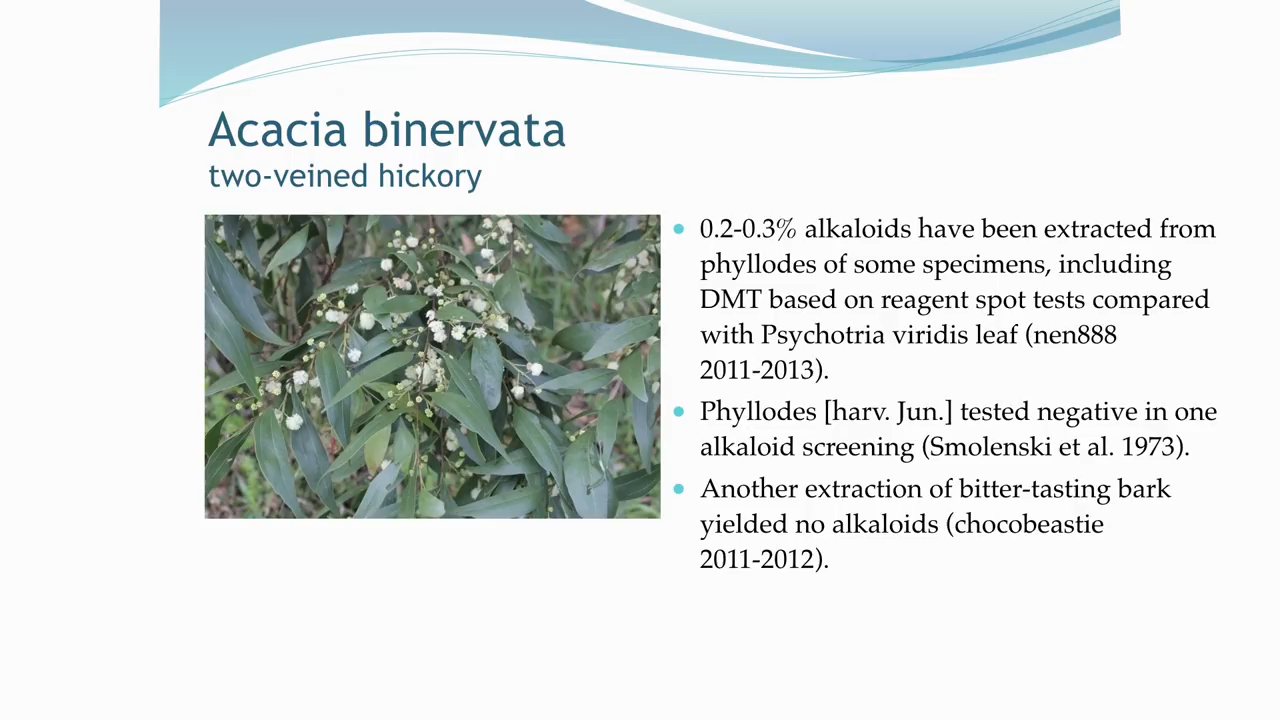 Acacia binervata
two-veined hickory
0.2-0.3% alkaloids have been extracted from
phyllodes of some specimens, including
DMT based on reagent spot tests compared
with Psychotria viridis leaf (nen888
2011-2013).
Phyllodes [harv. Jun.] tested negative in one
alkaloid screening (Smolenski et al. 1973).
Another extraction of bitter-tasting bark
yielded no alkaloids (chocobeastie
2011-2012).